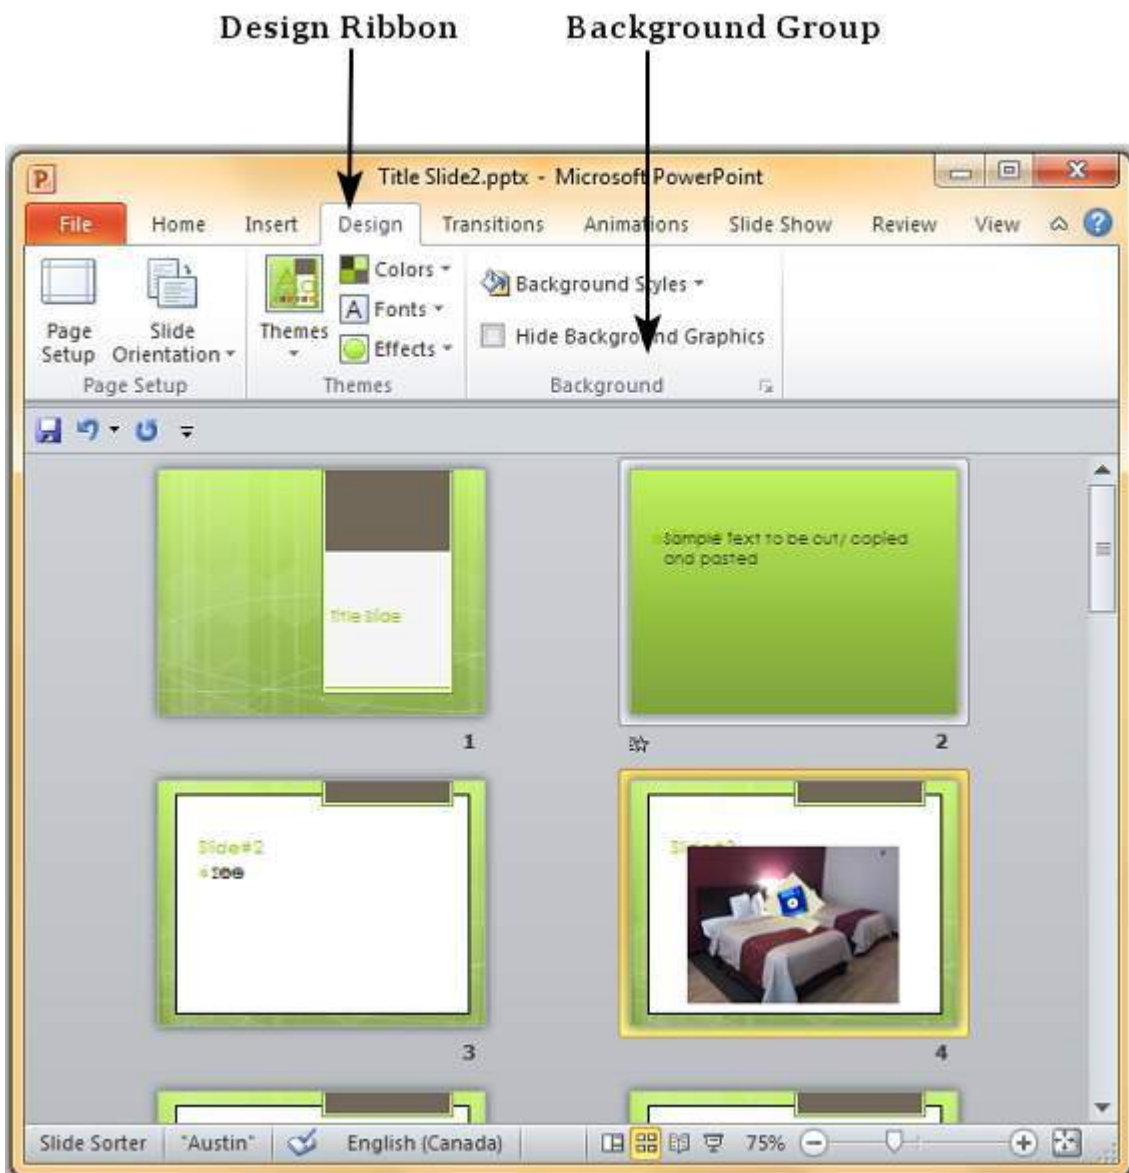 Design Ribbon Background Group
Title Slide2.pptx - Microsoft PowerPoint
File Home Insert Design Transitions Animations Slide Show Review View
Page Setup
Slide Orientation
Themes
Colors
Fonts
Effects
Background Styles
Hide Background Graphics
Page Setup Themes Background
Title Slide
Sample Text to be cut/ copied
and pasted
1 2
Slide#2
3 4
Slide Sorter "Austin" English (Canada) 75%